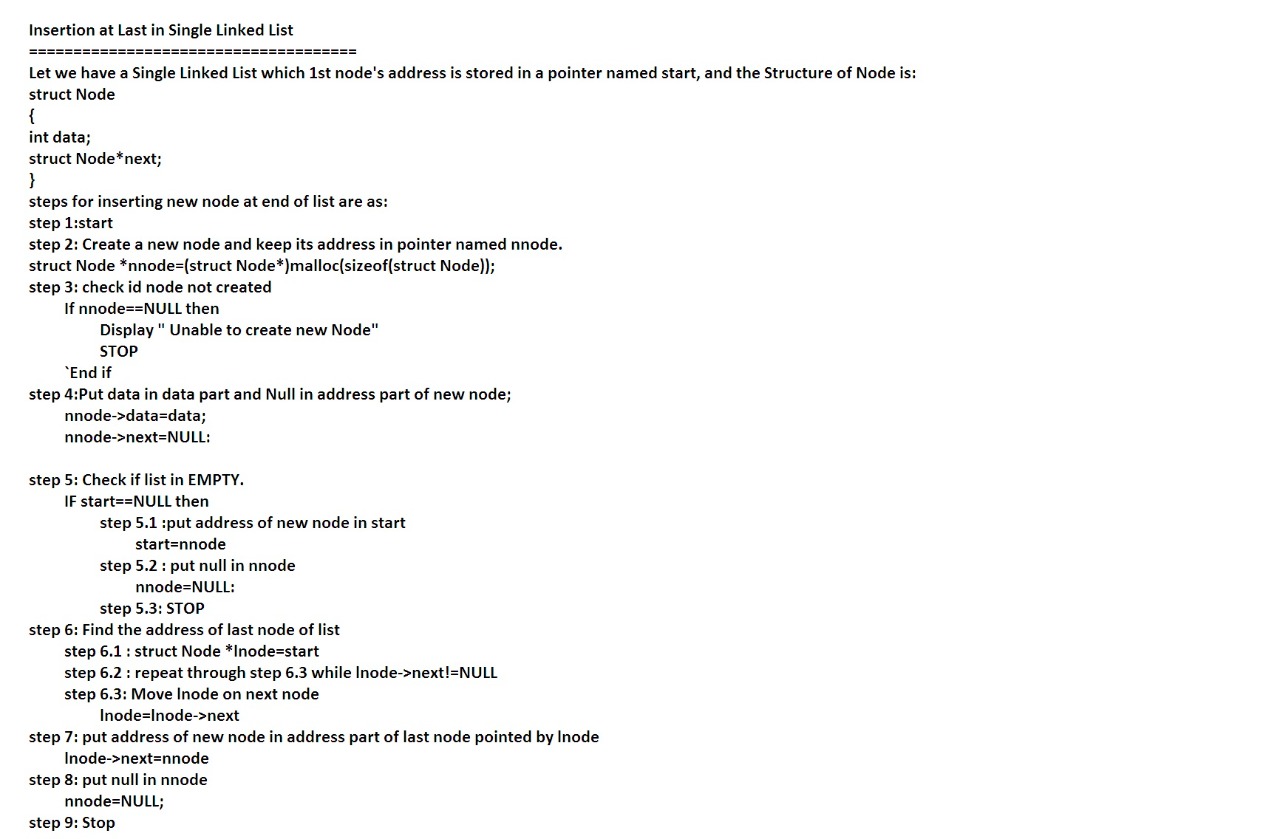 Insertion at Last in Single Linked List
=====================================
Let we have a Single Linked List which 1st node's address is stored in a pointer named start, and the Structure of Node is:
struct Node
{
int data;
struct Node*next;
}
steps for inserting new node at end of list are as:
step 1:start
step 2: Create a new node and keep its address in pointer named nnode.
struct Node *nnode=(struct Node*)malloc(sizeof(struct Node));
step 3: check id node not created
If nnode==NULL then
Display " Unable to create new Node"
STOP
`End if
step 4:Put data in data part and Null in address part of new node;
nnode->data=data;
nnode->next=NULL:
step 5: Check if list in EMPTY.
IF start==NULL then
step 5.1 :put address of new node in start
start=nnode
step 5.2 : put null in nnode
nnode=NULL:
step 5.3: STOP
step 6: Find the address of last node of list
step 6.1 : struct Node *lnode=start
step 6.2 : repeat through step 6.3 while lnode->next!=NULL
step 6.3: Move lnode on next node
lnode=lnode->next
step 7: put address of new node in address part of last node pointed by lnode
lnode->next=nnode
step 8: put null in nnode
nnode=NULL;
step 9: Stop